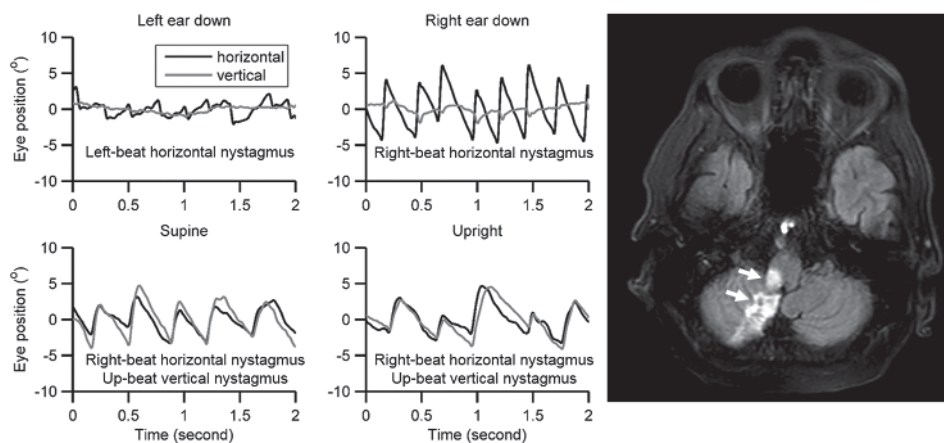 Left ear down
Right ear down
10
5
0
-5
-10
Eye position (°)
horizontal
vertical
Left-beat horizontal nystagmus
0
0.5
1
1.5
2
10
5
0
-5
-10
Eye position (°)
Right-beat horizontal nystagmus
0
0.5
1
1.5
2
Supine
Upright
10
5
0
-5
-10
Eye position (°)
Right-beat horizontal nystagmus
Up-beat vertical nystagmus
0
0.5
1
1.5
2
Time (second)
10
5
0
-5
-10
Eye position (°)
Right-beat horizontal nystagmus
Up-beat vertical nystagmus
0
0.5
1
1.5
2
Time (second)